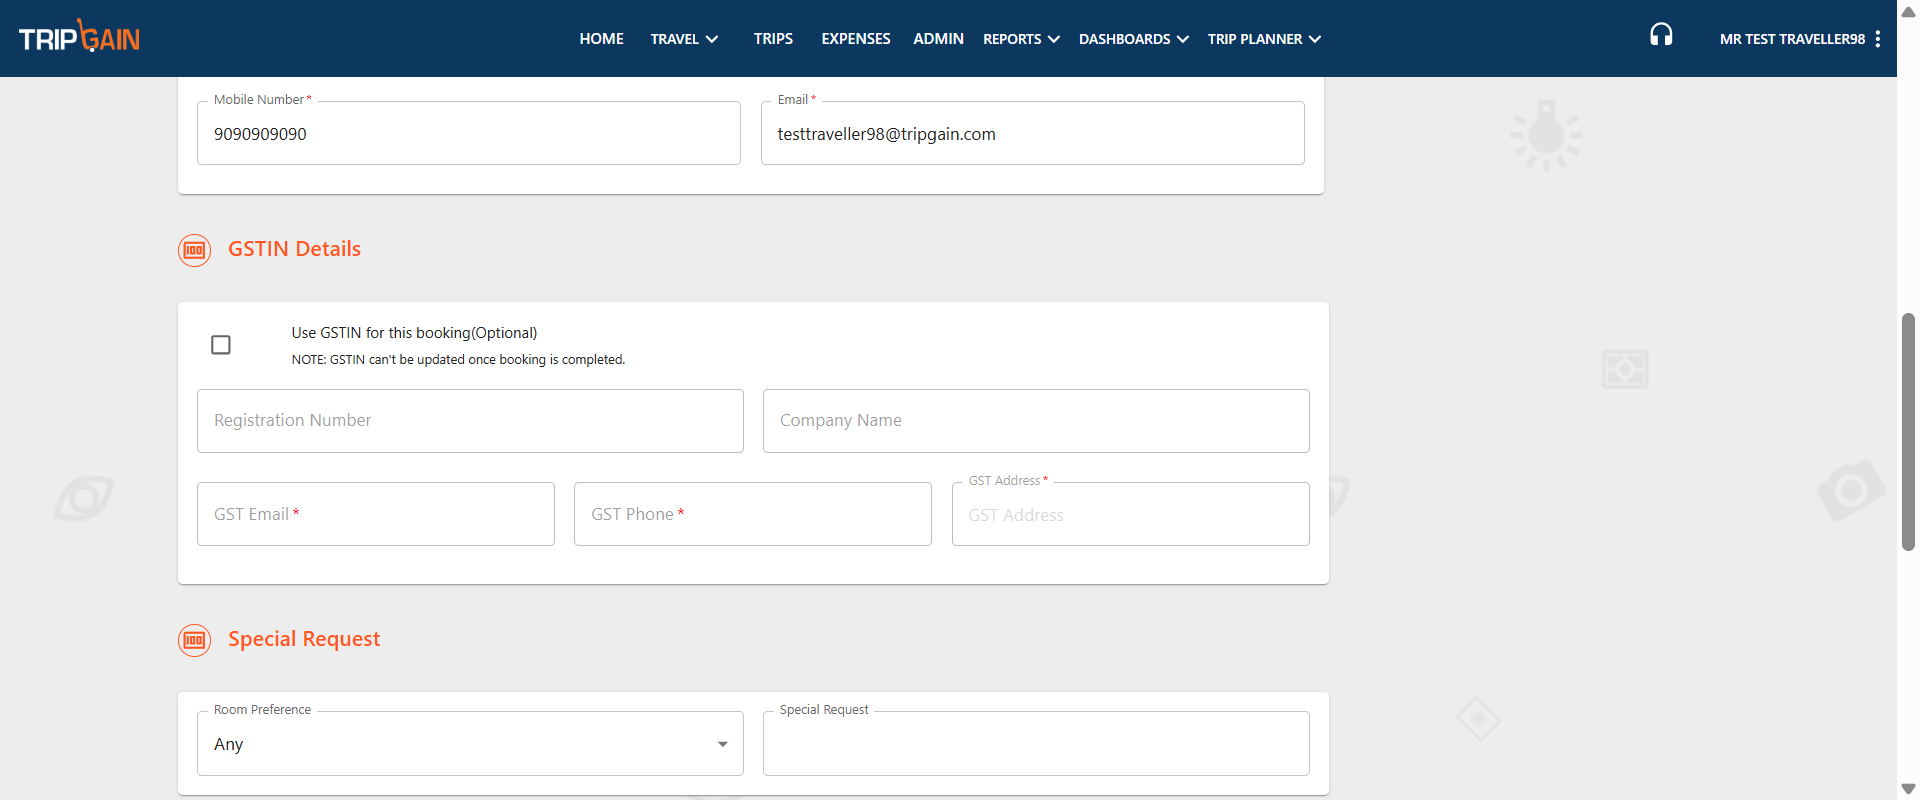 TRIPGAIN
HOME TRAVEL TRIPS EXPENSES ADMIN REPORTS DASHBOARDS TRIP PLANNER MR TEST TRAVELLER98
Mobile Number * Email *
9090909090 testtraveller98@tripgain.com
100 GSTIN Details
Use GSTIN for this booking(Optional)
NOTE: GSTIN can't be updated once booking is completed.
Registration Number Company Name
GST Address *
GST Email * GST Phone * GST Address
100 Special Request
Room Preference Special Request
Any